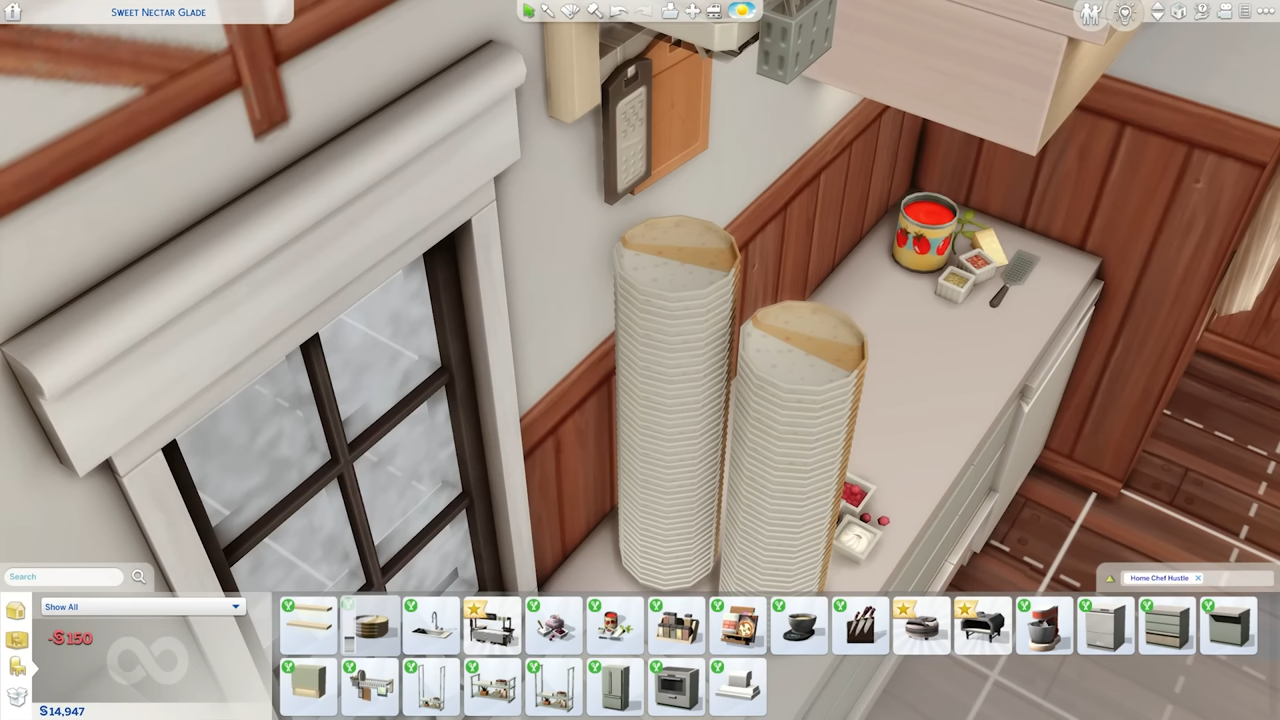 SWEET NECTAR GLADE
Search
Show All
-§150
§14,947
Home Chef Hustle